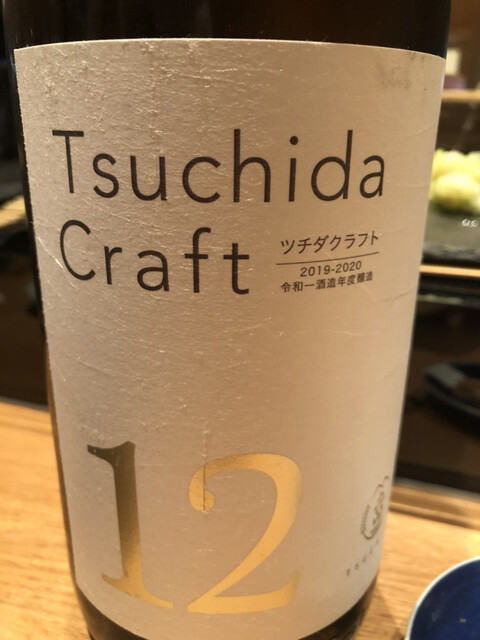 Tsuchida
Craft
ツチダクラフト
2019-2020
令和一酒造年度醸造
12